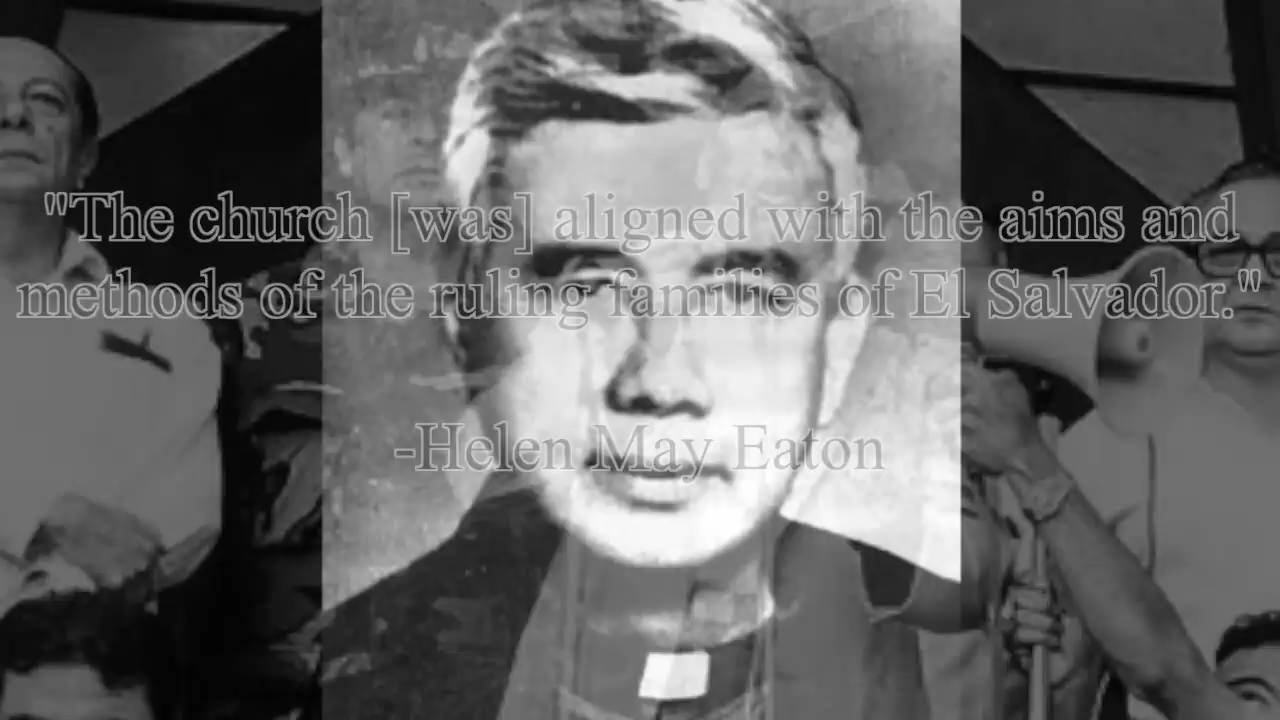 "The church [was] aligned with the aims and
methods of the ruling families of El Salvador."
-Helen May Eaton